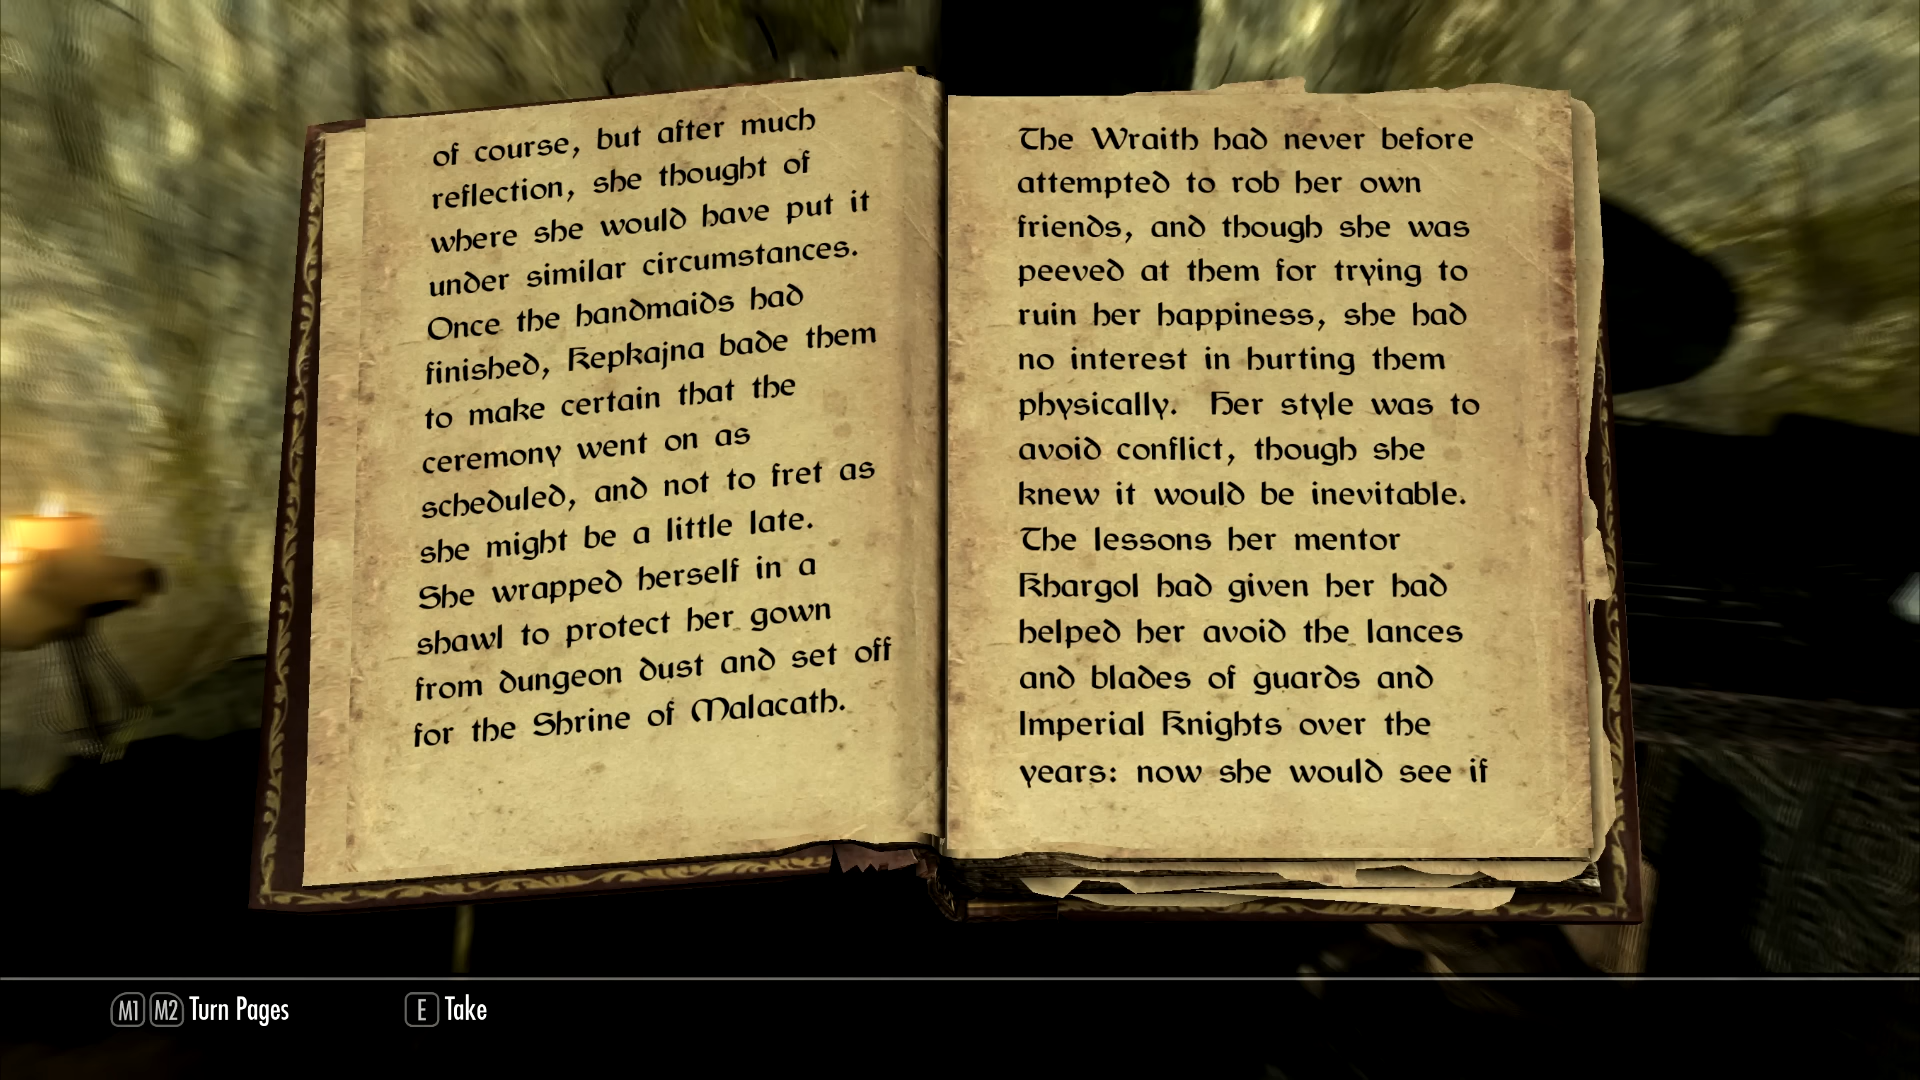 of course, but after much
reflection, she thought of
where she would have put it
under similar circumstances.
Once the handmaids had
finished, Kepkajna bade them
to make certain that the
ceremony went on as
scheduled, and not to fret as
she might be a little late.
She wrapped herself in a
shawl to protect her gown
from dungeon dust and set off
for the Shrine of Malacath.
The Wraith had never before
attempted to rob her own
friends, and though she was
peeved at them for trying to
ruin her happiness, she had
no interest in hurting them
physically. Her style was to
avoid conflict, though she
knew it would be inevitable.
The lessons her mentor
Khargol had given her had
helped her avoid the lances
and blades of guards and
Imperial Knights over the
years: now she would see if
M1 M2 Turn Pages
E Take